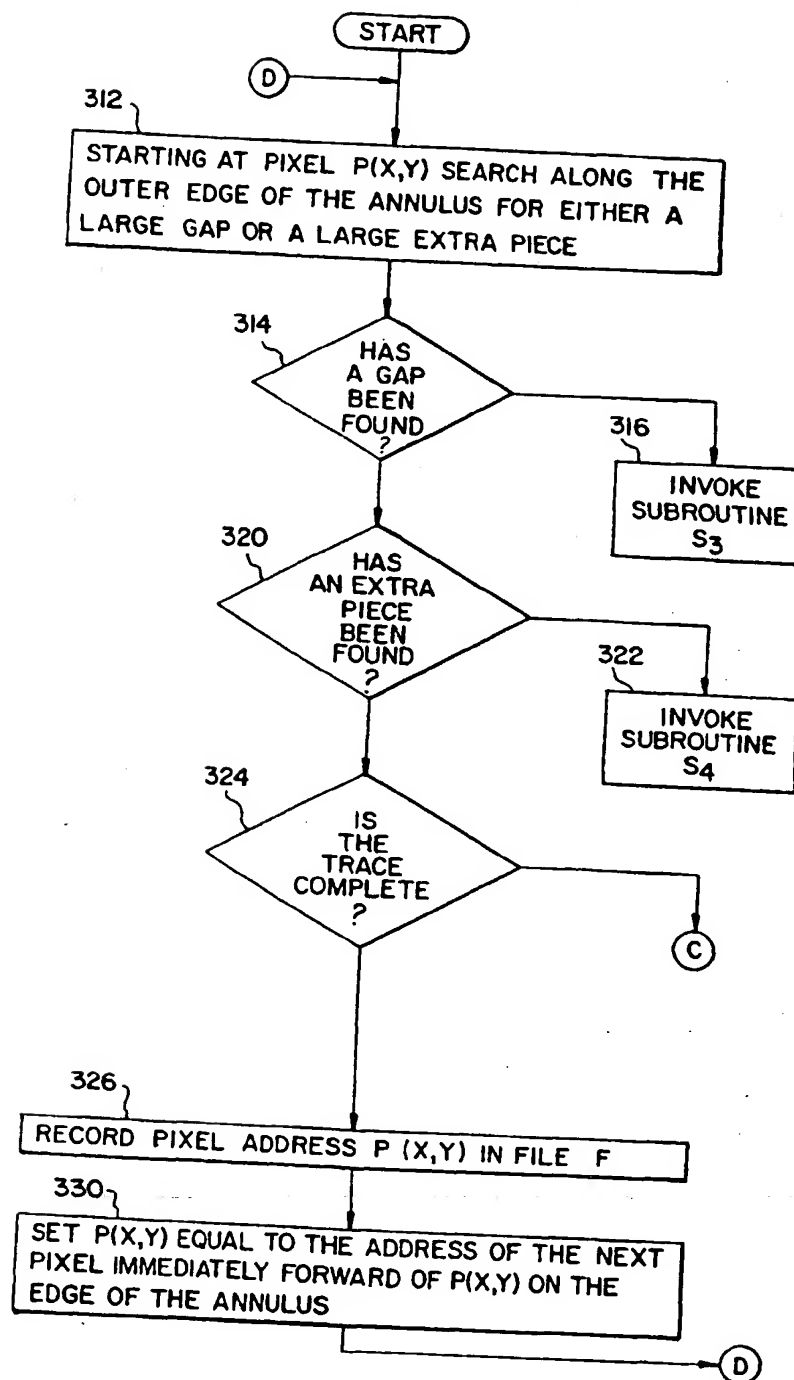 START
D
312
STARTING AT PIXEL P(X,Y) SEARCH ALONG THE
OUTER EDGE OF THE ANNULUS FOR EITHER A
LARGE GAP OR A LARGE EXTRA PIECE
314
HAS
A GAP
BEEN
FOUND
?
316
INVOKE
SUBROUTINE
S3
320
HAS
AN EXTRA
PIECE
BEEN
FOUND
?
322
INVOKE
SUBROUTINE
S4
324
IS
THE
TRACE
COMPLETE
?
C
326
RECORD PIXEL ADDRESS P (X,Y) IN FILE F
330
SET P(X,Y) EQUAL TO THE ADDRESS OF THE NEXT
PIXEL IMMEDIATELY FORWARD OF P(X,Y) ON THE
EDGE OF THE ANNULUS
D